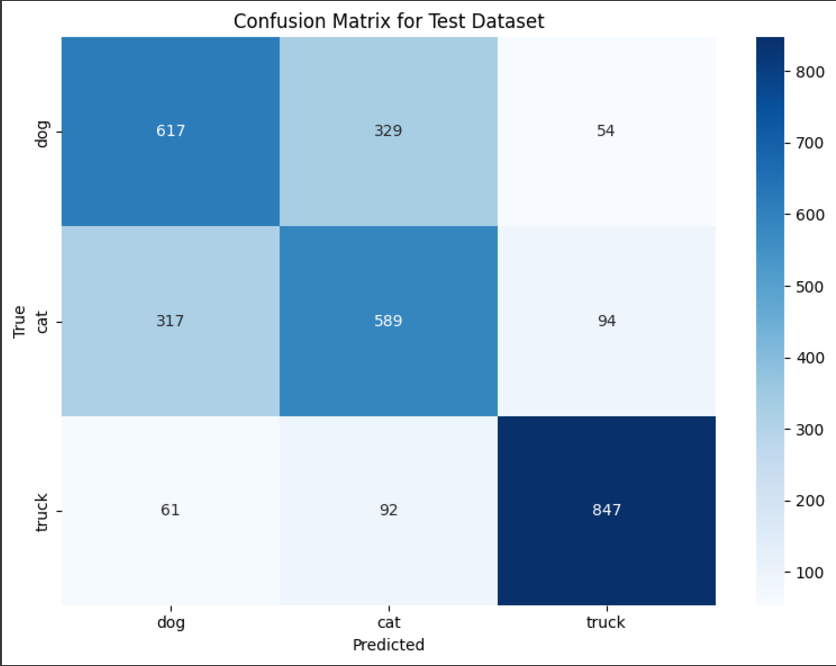 Confusion Matrix for Test Dataset
dog
617
329
54
800
700
600
500
400
300
200
100
True
cat
317
589
94
truck
61
92
847
dog
cat
truck
Predicted